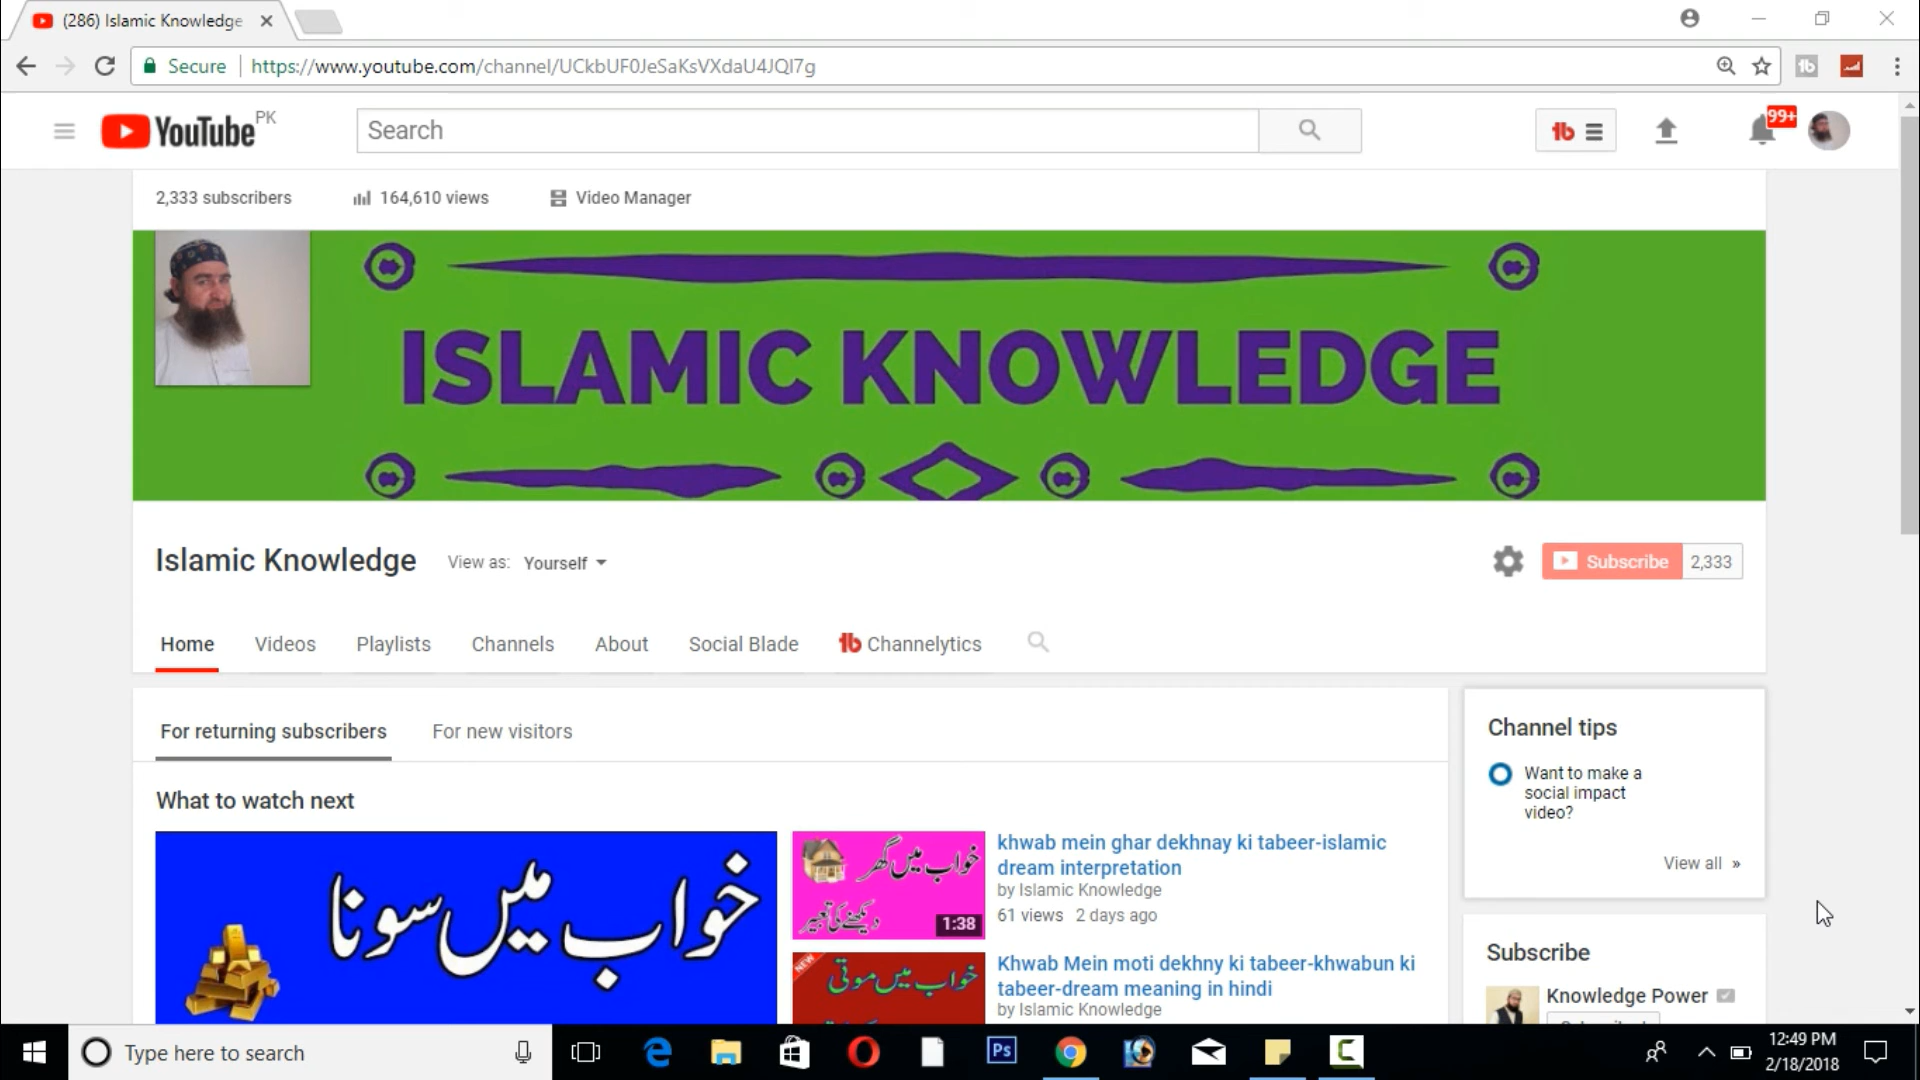 (286) Islamic Knowledge
Secure
https://www.youtube.com/channel/UCkbUF0JeSaKsVXdaU4JQI7g
YouTube PK
Search
99+
2,333 subscribers
164,610 views
Video Manager
ISLAMIC KNOWLEDGE
Islamic Knowledge
View as: Yourself
Subscribe 2,333
Home
Videos
Playlists
Channels
About
Social Blade
Channelytics
For returning subscribers
For new visitors
What to watch next
خواب میں سونا
خواب میں گھر
دیکھنے کی تعبیر
1:38
khwab mein ghar dekhnay ki tabeer-islamic
dream interpretation
by Islamic Knowledge
61 views 2 days ago
NEW
خواب میں موتی
Khwab Mein moti dekhny ki tabeer-khwabun ki
tabeer-dream meaning in hindi
by Islamic Knowledge
Channel tips
Want to make a
social impact
video?
View all »
Subscribe
Knowledge Power
Type here to search
Ps
12:49 PM
2/18/2018